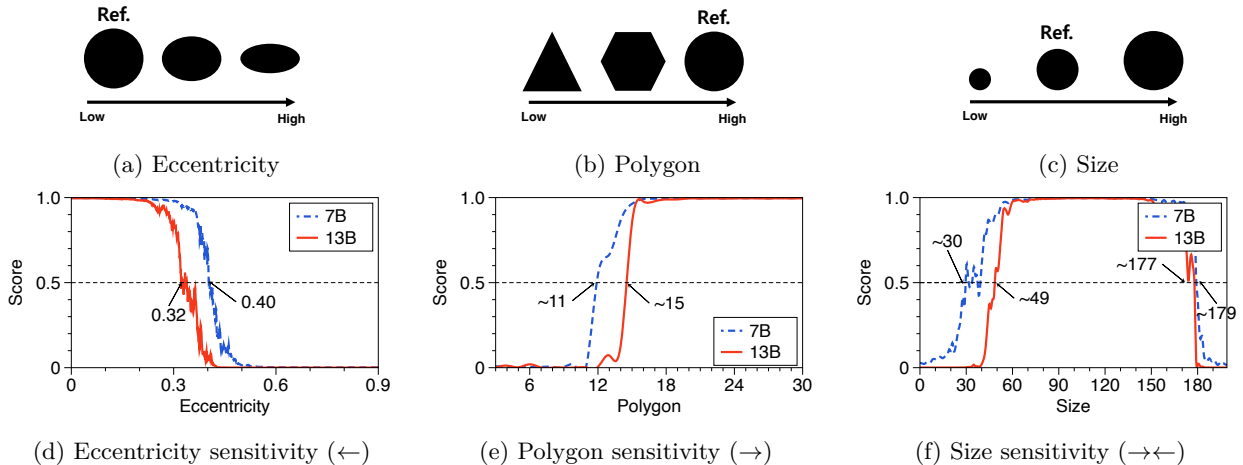 Ref.
Low High
(a) Eccentricity
Ref.
Low High
(b) Polygon
Ref.
Low High
(c) Size
Score
1.0
0.5
0
7B
13B
0.32
0.40
0 0.3 0.6 0.9
Eccentricity
(d) Eccentricity sensitivity (←)
Score
1.0
0.5
0
~11
~15
7B
13B
6 12 18 24 30
Polygon
(e) Polygon sensitivity (→)
Score
1.0
0.5
0
7B
13B
~30
~49
~177
~179
0 30 60 90 120 150 180
Size
(f) Size sensitivity (→←)